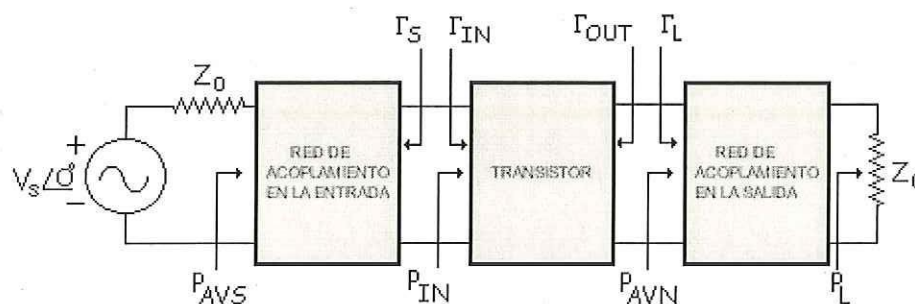 Γ_S Γ_IN Γ_OUT Γ_L
Z_0
+
V_S∠0°
−
RED DE
ACOPLAMIENTO
EN LA ENTRADA
TRANSISTOR
RED DE
ACOPLAMIENTO
EN LA SALIDA
Z_0
P_AVS P_IN P_AVN P_L